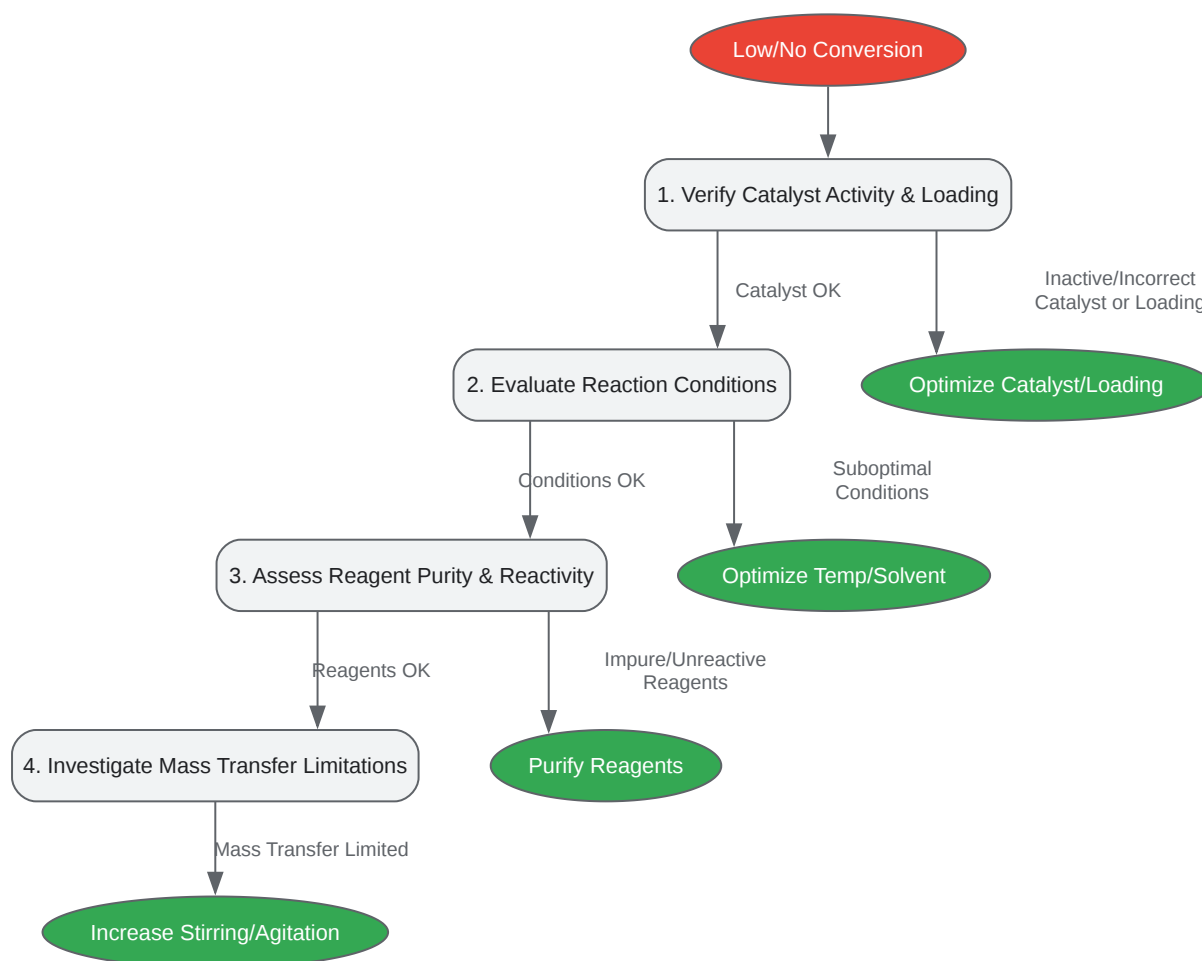 Low/No Conversion
1. Verify Catalyst Activity & Loading
Catalyst OK
Inactive/Incorrect
Catalyst or Loading
2. Evaluate Reaction Conditions
Optimize Catalyst/Loading
Conditions OK
Suboptimal
Conditions
3. Assess Reagent Purity & Reactivity
Optimize Temp/Solvent
Reagents OK
Impure/Unreactive
Reagents
4. Investigate Mass Transfer Limitations
Purify Reagents
Mass Transfer Limited
Increase Stirring/Agitation